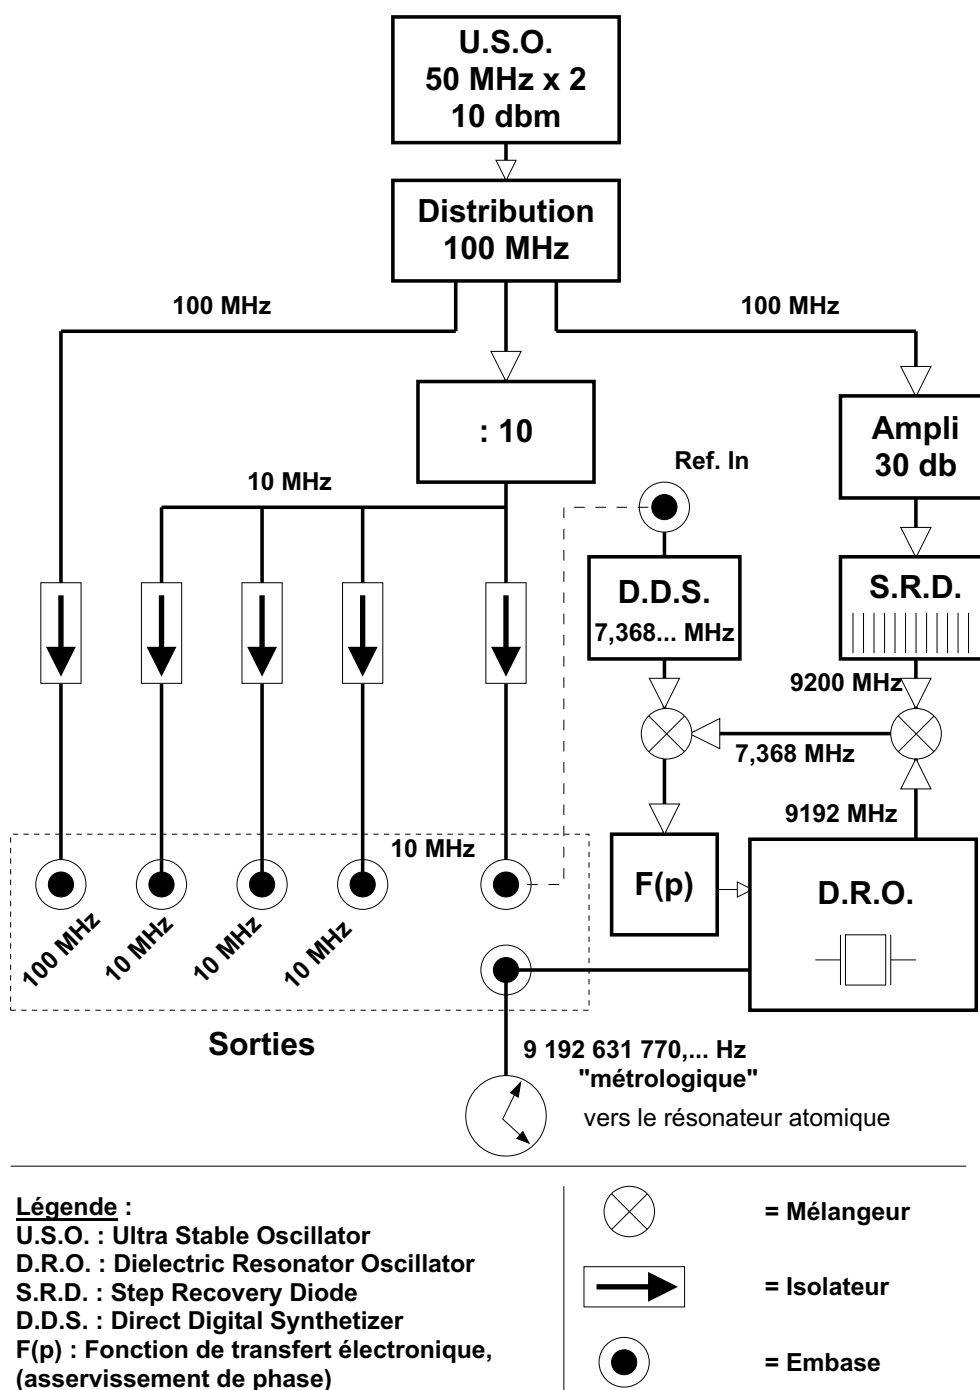 U.S.O.
50 MHz x 2
10 dbm
Distribution
100 MHz
100 MHz
100 MHz
: 10
Ampli
30 db
Ref. In
10 MHz
D.D.S.
7,368... MHz
S.R.D.
9200 MHz
7,368 MHz
9192 MHz
10 MHz
F(p)
D.R.O.
100 MHz
10 MHz
10 MHz
10 MHz
Sorties
9 192 631 770,... Hz
"métrologique"
vers le résonateur atomique
Légende :
U.S.O. : Ultra Stable Oscillator
D.R.O. : Dielectric Resonator Oscillator
S.R.D. : Step Recovery Diode
D.D.S. : Direct Digital Synthetizer
F(p) : Fonction de transfert électronique,
(asservissement de phase)
= Mélangeur
= Isolateur
= Embase